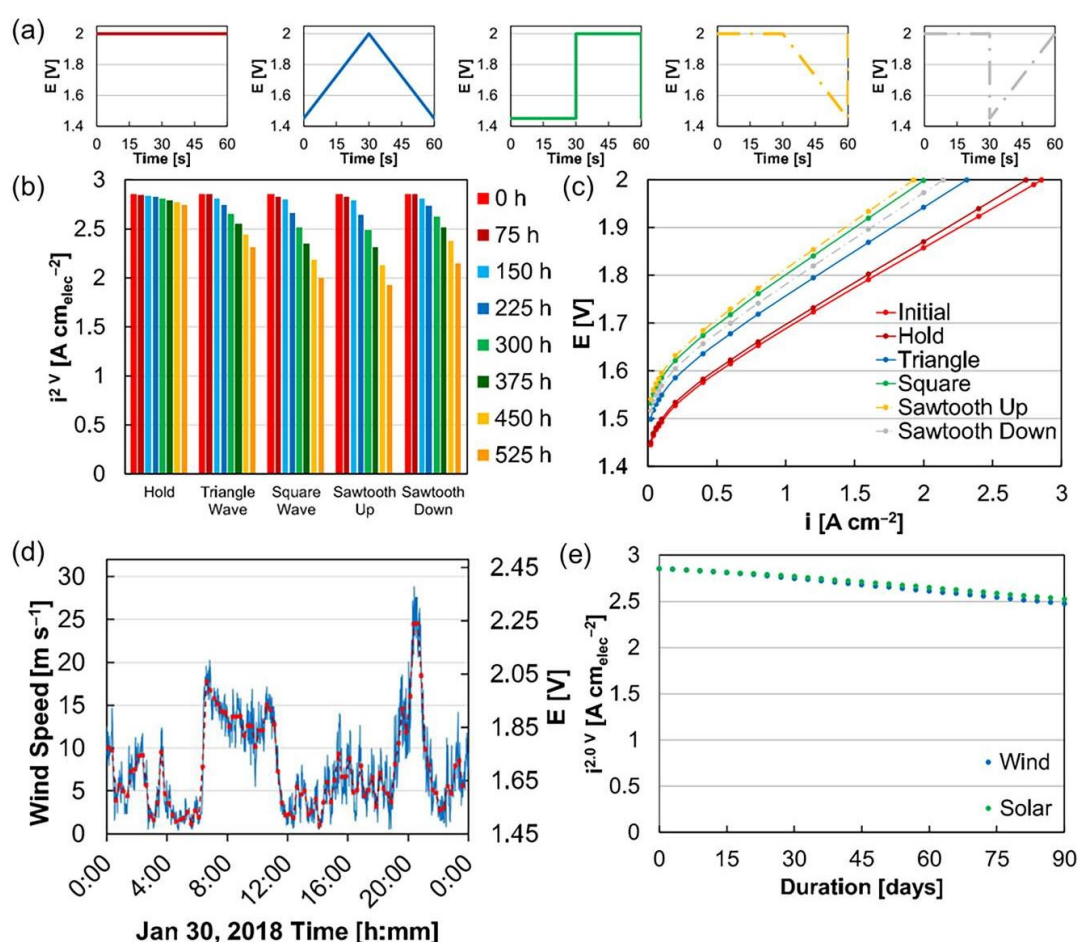 (a)
E [V]
2
1.8
1.6
1.4
0 15 30 45 60
Time [s]
E [V]
2
1.8
1.6
1.4
0 15 30 45 60
Time [s]
E [V]
2
1.8
1.6
1.4
0 15 30 45 60
Time [s]
E [V]
2
1.8
1.6
1.4
0 15 30 45 60
Time [s]
E [V]
2
1.8
1.6
1.4
0 15 30 45 60
Time [s]
(b)
i² ⱽ [A cmₑₗₑc⁻²]
3
2.5
2
1.5
1
0.5
0
Hold
Triangle
Wave
Square
Wave
Sawtooth
Up
Sawtooth
Down
0 h
75 h
150 h
225 h
300 h
375 h
450 h
525 h
(c)
E [V]
2
1.9
1.8
1.7
1.6
1.5
1.4
0 0.5 1 1.5 2 2.5 3
i [A cm⁻²]
Initial
Hold
Triangle
Square
Sawtooth Up
Sawtooth Down
(d)
Wind Speed [m s⁻¹]
30
25
20
15
10
5
0
E [V]
2.45
2.25
2.05
1.85
1.65
1.45
0:00 4:00 8:00 12:00 16:00 20:00 0:00
Jan 30, 2018 Time [h:mm]
(e)
i²·⁰ ⱽ [A cmₑₗₑc⁻²]
3
2.5
2
1.5
1
0.5
0
0 15 30 45 60 75 90
Duration [days]
Wind
Solar